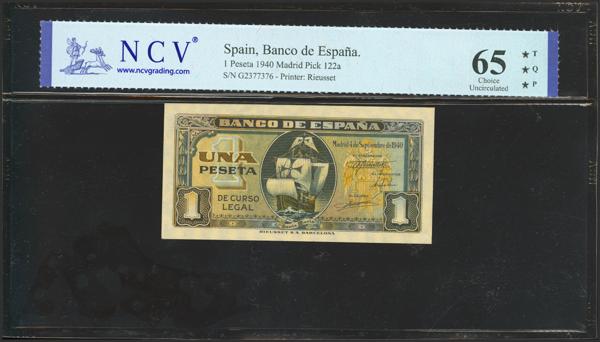 NCV
www.ncvgrading.com
Spain, Banco de España.
1 Peseta 1940 Madrid Pick 122a
S/N G2377376 - Printer: Rieusset
65
Choice
Uncirculated
★ T
★ Q
★ P
BANCO DE ESPAÑA
Madrid 4 de Septiembre de 1940
1
UNA
PESETA
DE CURSO
LEGAL
1
1
RIEUSSET S.A. BARCELONA